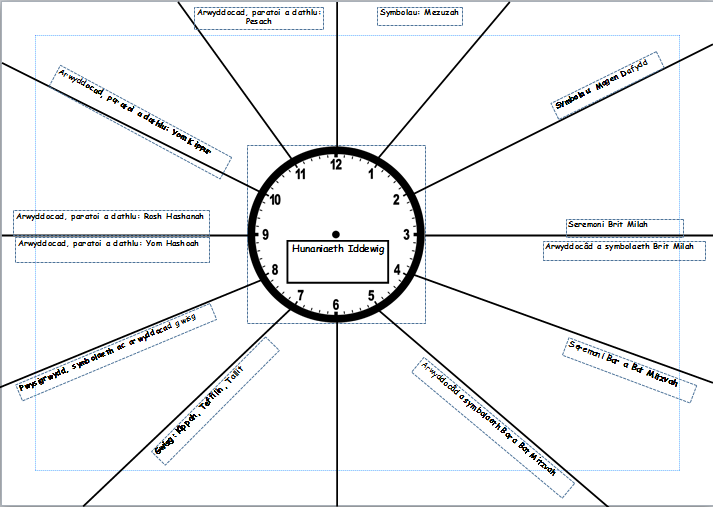 Arwyddocad, paratoi a dathlu:
Pesach
Symbolau: Mezuzah
Arwyddocad, paratoi a dathlu: Yom Kippur
Symbolau: Magen Dafydd
12
11
1
10
2
9
3
8
4
7
5
6
Hunaniaeth Iddewig
Arwyddocad, paratoi a dathlu: Rosh Hashanah
Arwyddocad, paratoi a dathlu: Yom Hashoah
Seremoni Brit Milah
Arwyddocâd a symbolaeth Brit Milah
Pwysigrwydd, symbolaeth ac arwyddocad gwisg
Gwisg: Kippah, Tefillin, Tallit
Seremoni Bar a Bat Mitzvah
Arwyddocâd a symbolaeth Bar a Bat Mitzvah